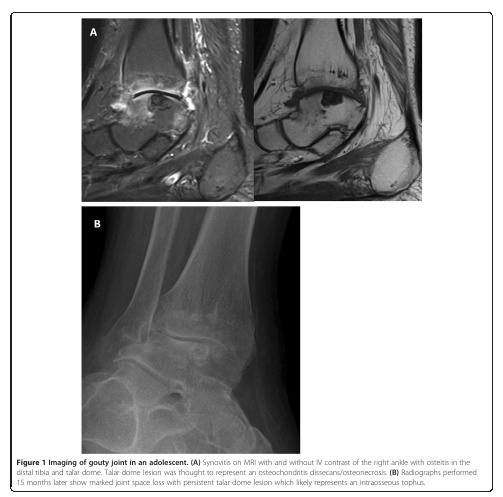 A
B
Figure 1 Imaging of gouty joint in an adolescent. (A) Synovitis on MRI with and without IV contrast of the right ankle with osteitis in the
distal tibia and talar dome. Talar dome lesion was thought to represent an osteochondritis dissecans/osteonecrosis. (B) Radiographs performed
15 months later show marked joint space loss with persistent talar dome lesion which likely represents an intraosseous tophus.